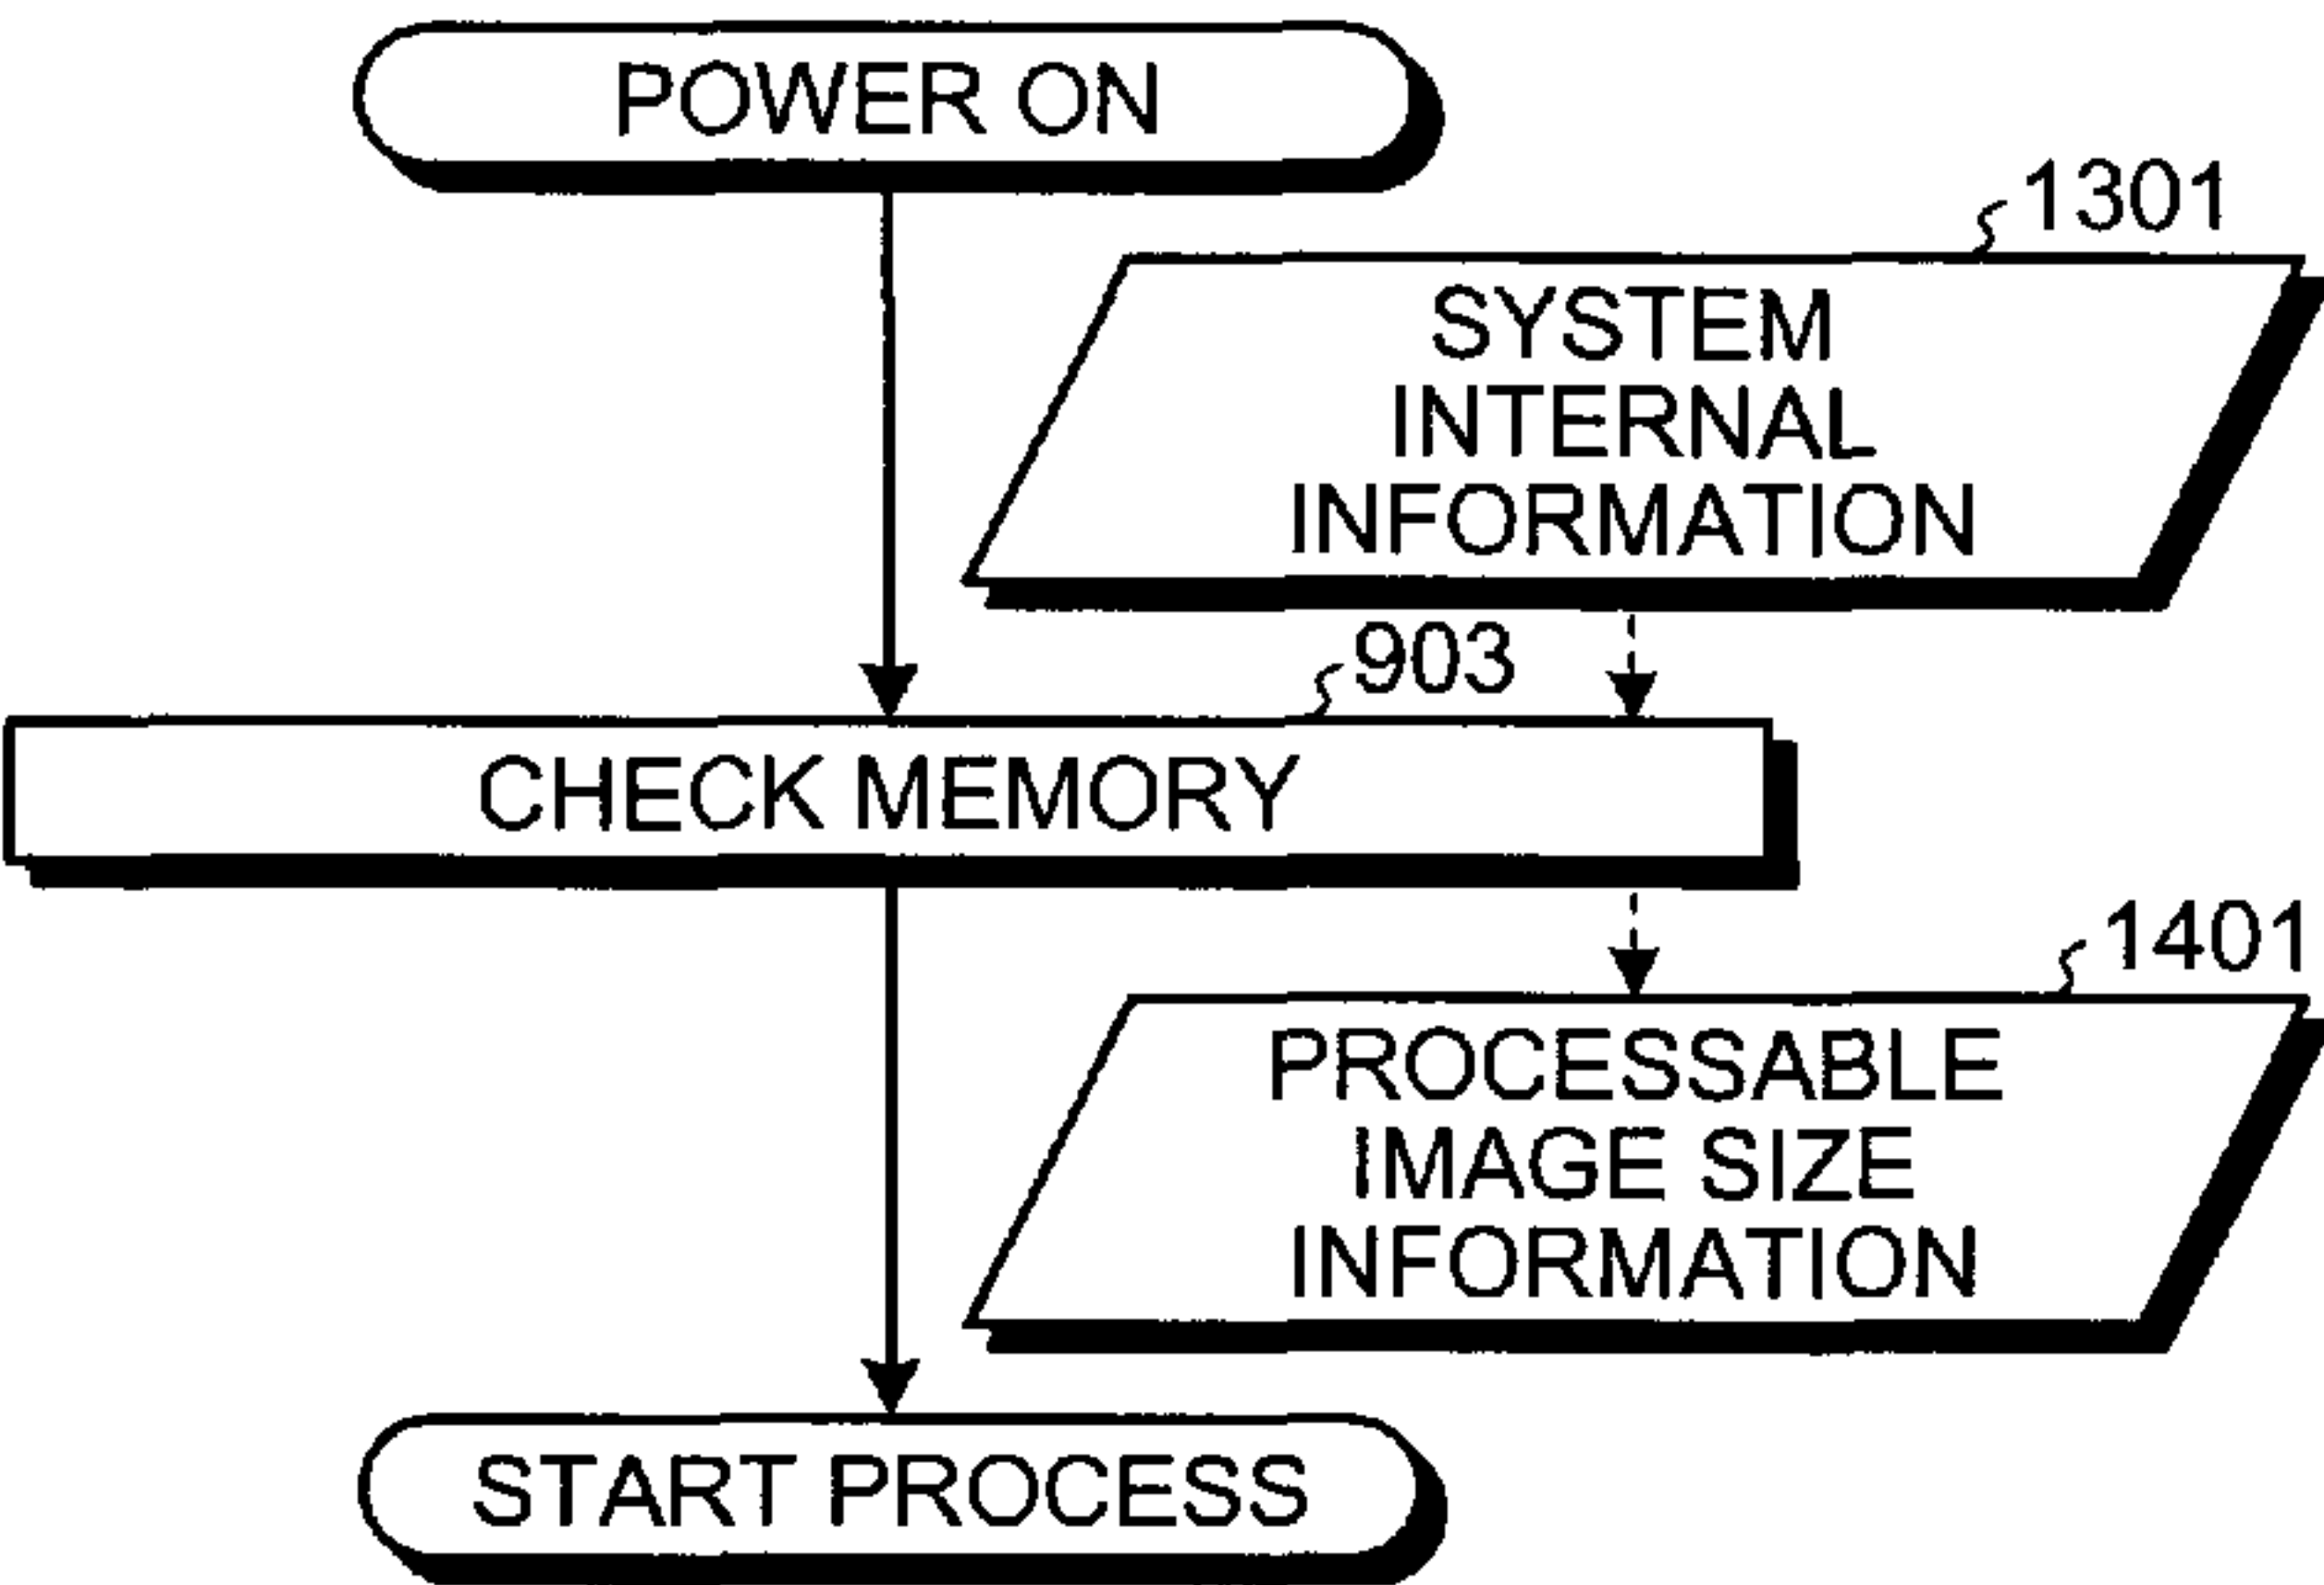 POWER ON
1301
SYSTEM
INTERNAL
INFORMATION
903
CHECK MEMORY
1401
PROCESSABLE
IMAGE SIZE
INFORMATION
START PROCESS